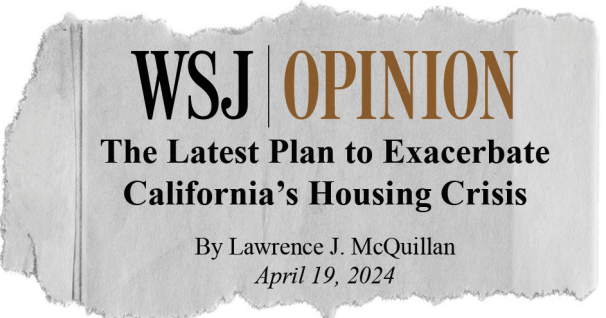 WSJ | OPINION
The Latest Plan to Exacerbate
California’s Housing Crisis
By Lawrence J. McQuillan
April 19, 2024